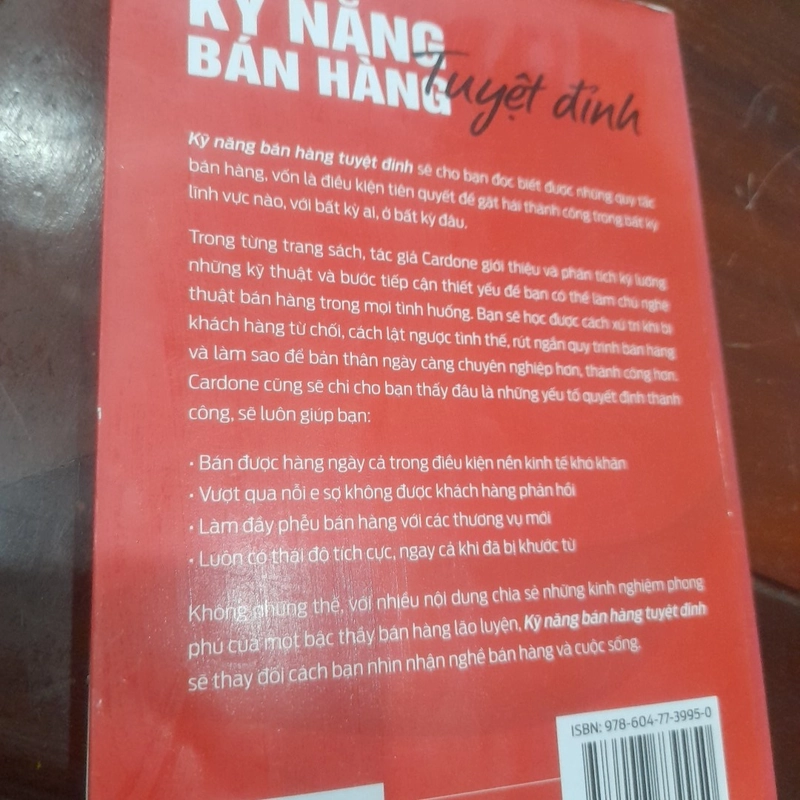 KỸ NĂNG
BÁN HÀNG Tuyệt đỉnh
Kỹ năng bán hàng tuyệt đỉnh sẽ cho bạn đọc biết được những quy tắc
bán hàng, vốn là điều kiện tiên quyết để gặt hái thành công trong bất kỳ
lĩnh vực nào, với bất kỳ ai, ở bất kỳ đâu.
Trong từng trang sách, tác giả Cardone giới thiệu và phân tích kỹ lưỡng
những kỹ thuật và bước tiếp cận thiết yếu để bạn có thể làm chủ nghệ
thuật bán hàng trong mọi tình huống. Bạn sẽ học được cách xử trí khi bị
khách hàng từ chối, cách lật ngược tình thế, rút ngắn quy trình bán hàng
và làm sao để bản thân ngày càng chuyên nghiệp hơn, thành công hơn.
Cardone cũng sẽ chỉ cho bạn thấy đâu là những yếu tố quyết định thành
công, sẽ luôn giúp bạn:
• Bán được hàng ngay cả trong điều kiện nền kinh tế khó khăn
• Vượt qua nỗi e sợ không được khách hàng phản hồi
• Làm đầy phễu bán hàng với các thương vụ mới
• Luôn có thái độ tích cực, ngay cả khi đã bị khước từ
Không những thế, với nhiều nội dung chia sẻ những kinh nghiệm phong
phú của một bậc thầy bán hàng lão luyện, Kỹ năng bán hàng tuyệt đỉnh
sẽ thay đổi cách bạn nhìn nhận nghề bán hàng và cuộc sống.
ISBN: 978-604-77-3995-0